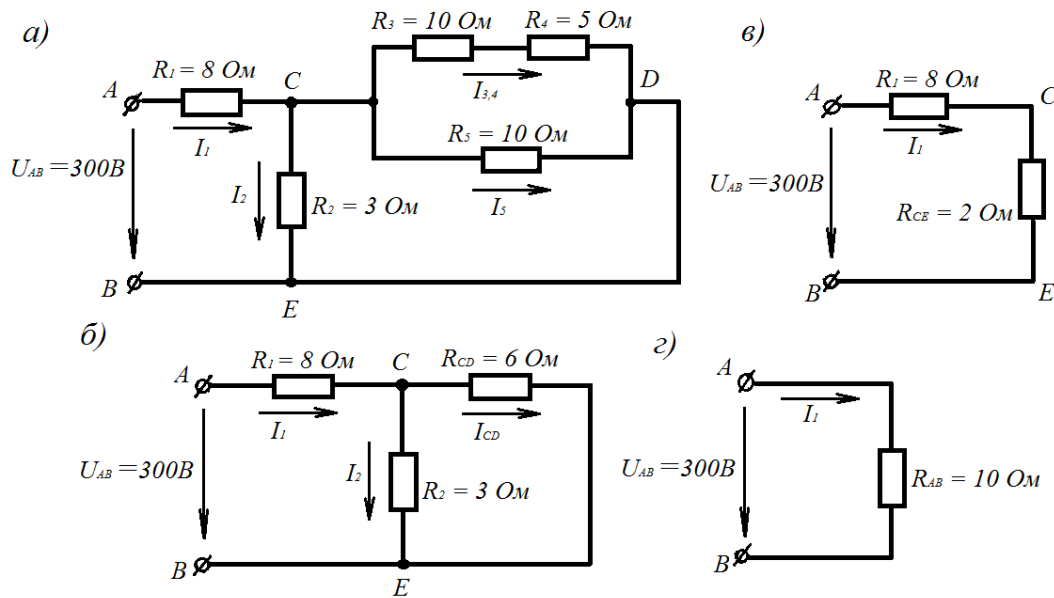 а)
R3 = 10 Ом
R4 = 5 Ом
R1 = 8 Ом
A
C
I3,4
D
I1
R5 = 10 Ом
UAB = 300В
I2
R2 = 3 Ом
I5
B
E
в)
R1 = 8 Ом
A
C
I1
UAB = 300В
RCE = 2 Ом
B
E
б)
R1 = 8 Ом
C
RCD = 6 Ом
A
I1
ICD
UAB = 300В
I2
R2 = 3 Ом
B
E
г)
A
I1
UAB = 300В
RAB = 10 Ом
B